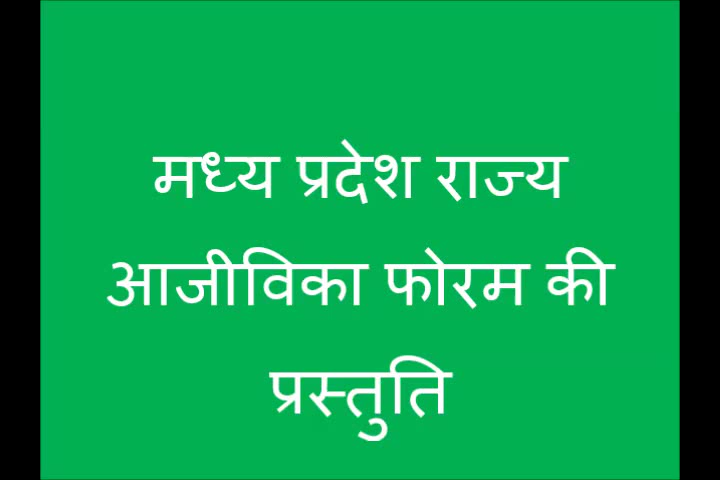 मध्य प्रदेश राज्य
आजीविका फोरम की
प्रस्तुति